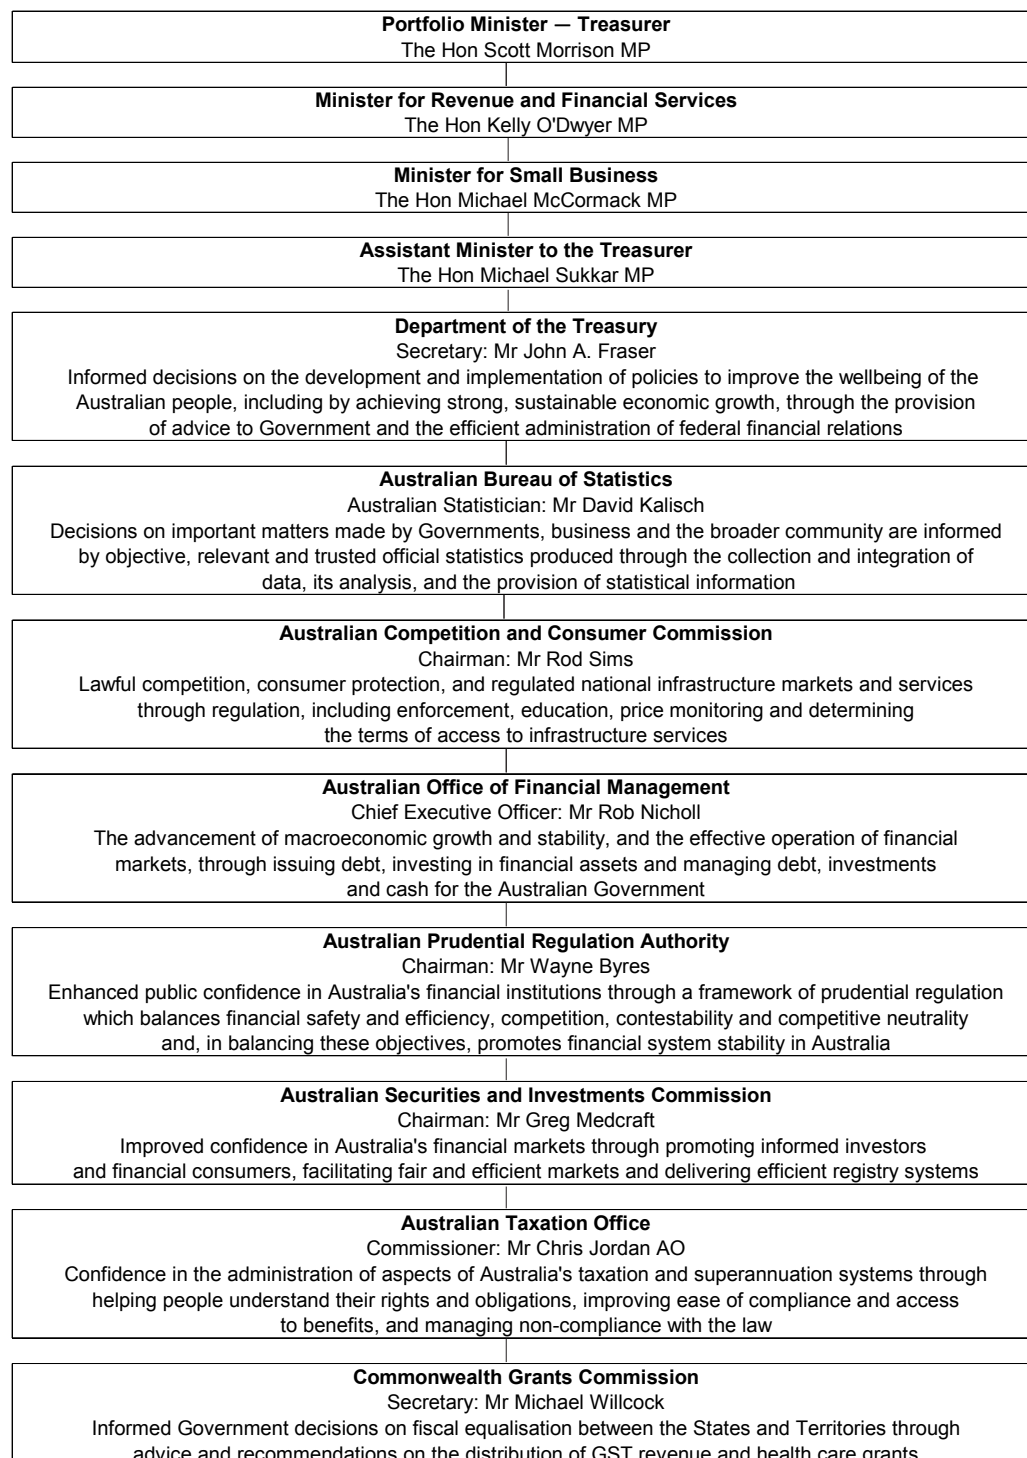 Portfolio Minister — Treasurer
The Hon Scott Morrison MP
Minister for Revenue and Financial Services
The Hon Kelly O'Dwyer MP
Minister for Small Business
The Hon Michael McCormack MP
Assistant Minister to the Treasurer
The Hon Michael Sukkar MP
Department of the Treasury
Secretary: Mr John A. Fraser
Informed decisions on the development and implementation of policies to improve the wellbeing of the
Australian people, including by achieving strong, sustainable economic growth, through the provision
of advice to Government and the efficient administration of federal financial relations
Australian Bureau of Statistics
Australian Statistician: Mr David Kalisch
Decisions on important matters made by Governments, business and the broader community are informed
by objective, relevant and trusted official statistics produced through the collection and integration of
data, its analysis, and the provision of statistical information
Australian Competition and Consumer Commission
Chairman: Mr Rod Sims
Lawful competition, consumer protection, and regulated national infrastructure markets and services
through regulation, including enforcement, education, price monitoring and determining
the terms of access to infrastructure services
Australian Office of Financial Management
Chief Executive Officer: Mr Rob Nicholl
The advancement of macroeconomic growth and stability, and the effective operation of financial
markets, through issuing debt, investing in financial assets and managing debt, investments
and cash for the Australian Government
Australian Prudential Regulation Authority
Chairman: Mr Wayne Byres
Enhanced public confidence in Australia's financial institutions through a framework of prudential regulation
which balances financial safety and efficiency, competition, contestability and competitive neutrality
and, in balancing these objectives, promotes financial system stability in Australia
Australian Securities and Investments Commission
Chairman: Mr Greg Medcraft
Improved confidence in Australia's financial markets through promoting informed investors
and financial consumers, facilitating fair and efficient markets and delivering efficient registry systems
Australian Taxation Office
Commissioner: Mr Chris Jordan AO
Confidence in the administration of aspects of Australia's taxation and superannuation systems through
helping people understand their rights and obligations, improving ease of compliance and access
to benefits, and managing non-compliance with the law
Commonwealth Grants Commission
Secretary: Mr Michael Willcock
Informed Government decisions on fiscal equalisation between the States and Territories through
advice and recommendations on the distribution of GST revenue and health care grants